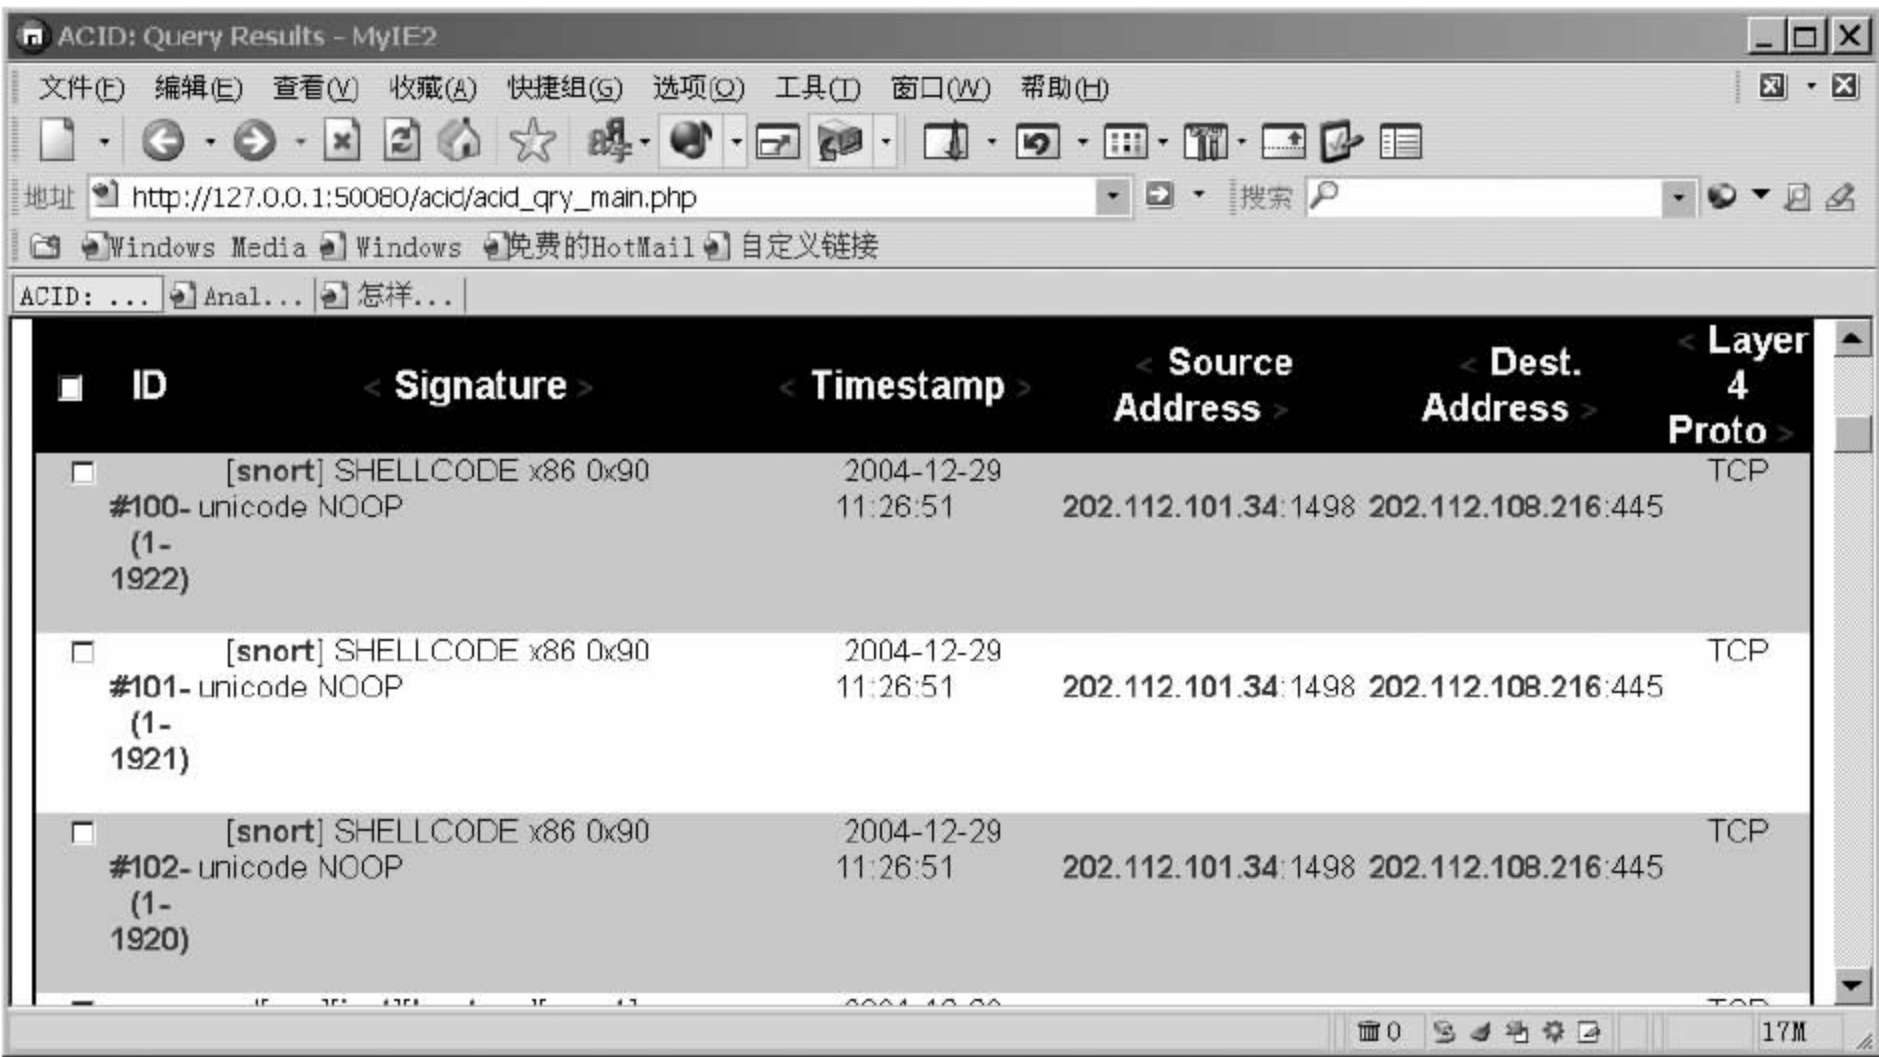 ACID: Query Results - MyIE2
文件(F) 编辑(E) 查看(V) 收藏(A) 快捷组(G) 选项(O) 工具(T) 窗口(W) 帮助(H)
地址 http://127.0.0.1:50080/acid/acid_qry_main.php 搜索
Windows Media Windows 免费的HotMail 自定义链接
ACID: ... Anal... 怎样...
ID < Signature > < Timestamp > < Source Address > < Dest. Address > < Layer 4 Proto >
[snort] SHELLCODE x86 0x90 2004-12-29 TCP
#100- unicode NOOP 11:26:51 202.112.101.34:1498 202.112.108.216:445
(1-
1922)
[snort] SHELLCODE x86 0x90 2004-12-29 TCP
#101- unicode NOOP 11:26:51 202.112.101.34:1498 202.112.108.216:445
(1-
1921)
[snort] SHELLCODE x86 0x90 2004-12-29 TCP
#102- unicode NOOP 11:26:51 202.112.101.34:1498 202.112.108.216:445
(1-
1920)
0 17M